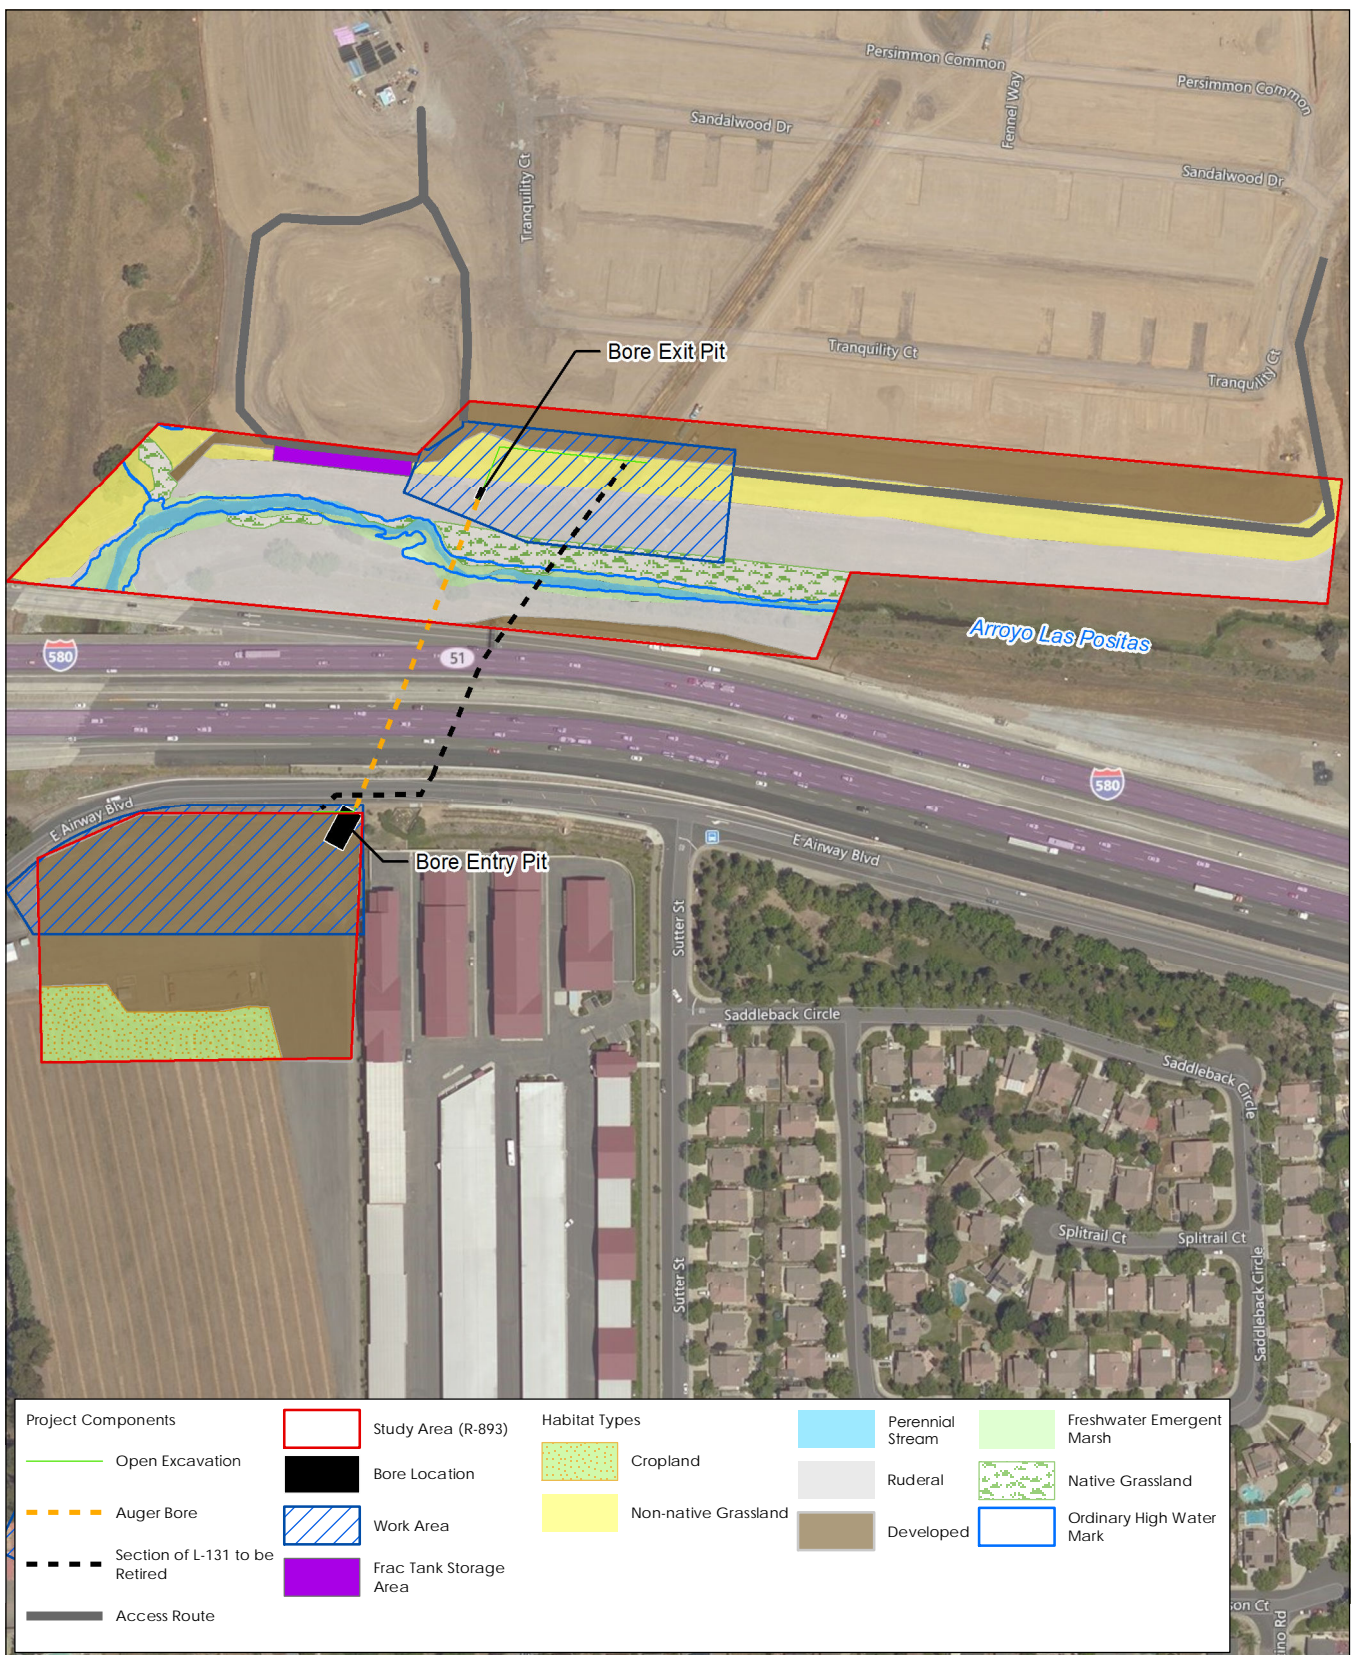 Persimmon Common
Persimmon Common
Fennel Way
Sandalwood Dr
Sandalwood Dr
Tranquility Ct
Bore Exit Pit
Tranquility Ct
Tranquility Ct
Arroyo Las Positas
580
51
580
E Airway Blvd
E Airway Blvd
Bore Entry Pit
Sutter St
Saddleback Circle
Saddleback Circle
Splitrail Ct
Splitrail Ct
Sutter St
Saddleback Circle
Project Components
Open Excavation
Auger Bore
Section of L-131 to be
Retired
Access Route
Study Area (R-893)
Bore Location
Work Area
Frac Tank Storage
Area
Habitat Types
Cropland
Non-native Grassland
Perennial
Stream
Ruderal
Developed
Freshwater Emergent
Marsh
Native Grassland
Ordinary High Water
Mark
son Ct
ino Rd